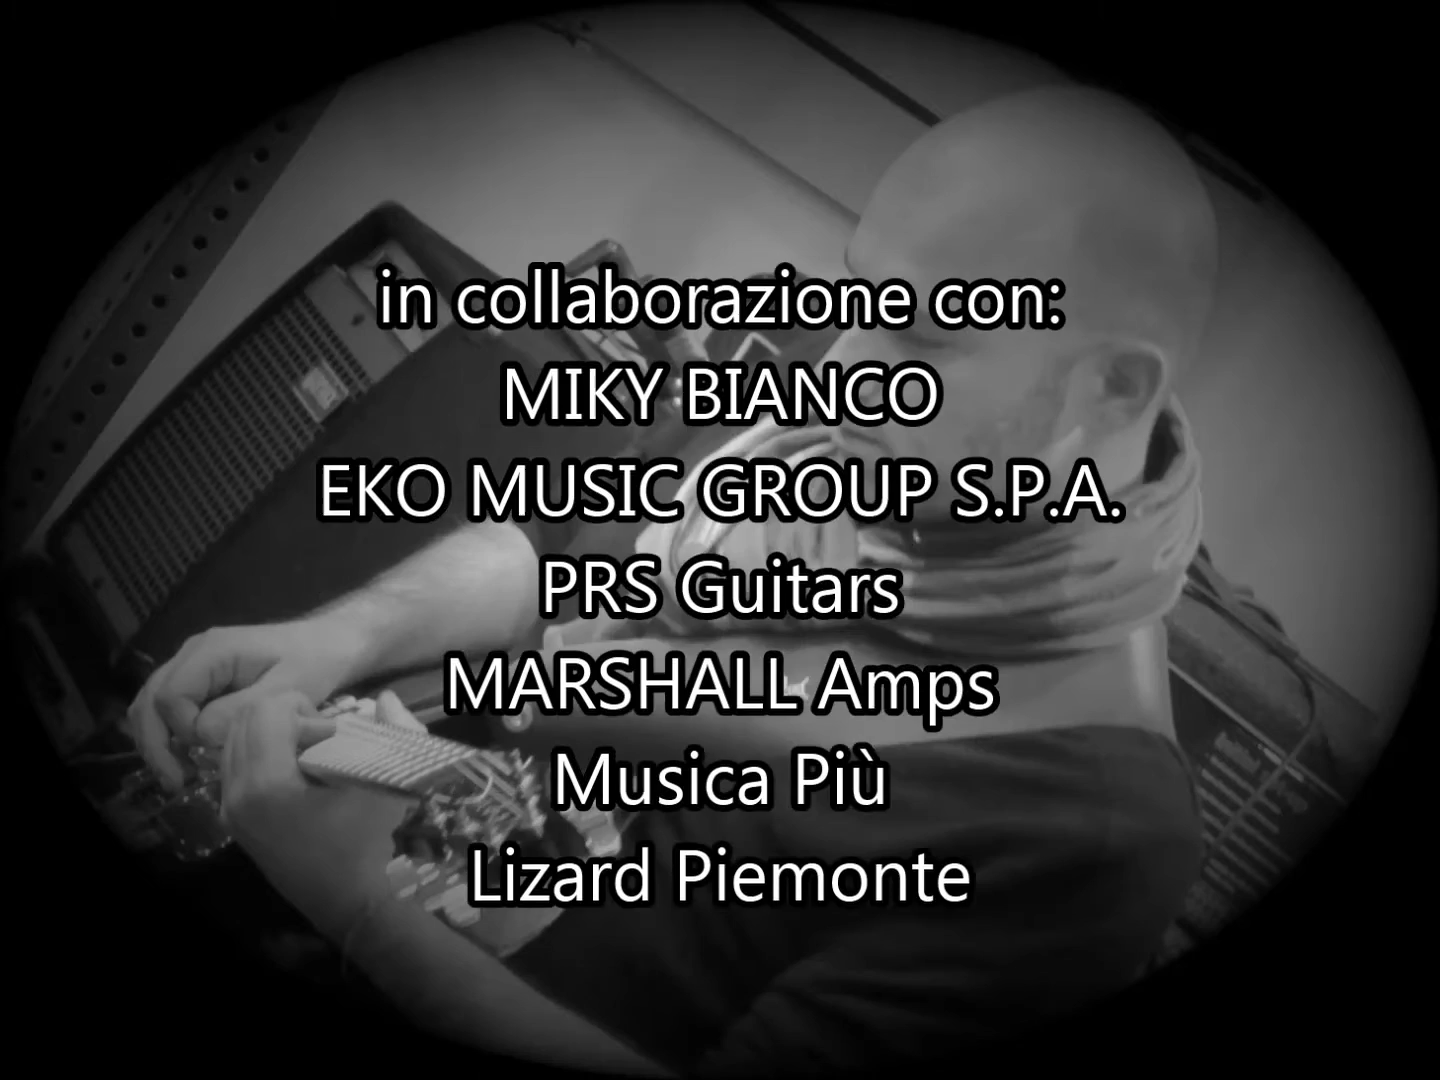 in collaborazione con:
MIKY BIANCO
EKO MUSIC GROUP S.P.A.
PRS Guitars
MARSHALL Amps
Musica Più
Lizard Piemonte